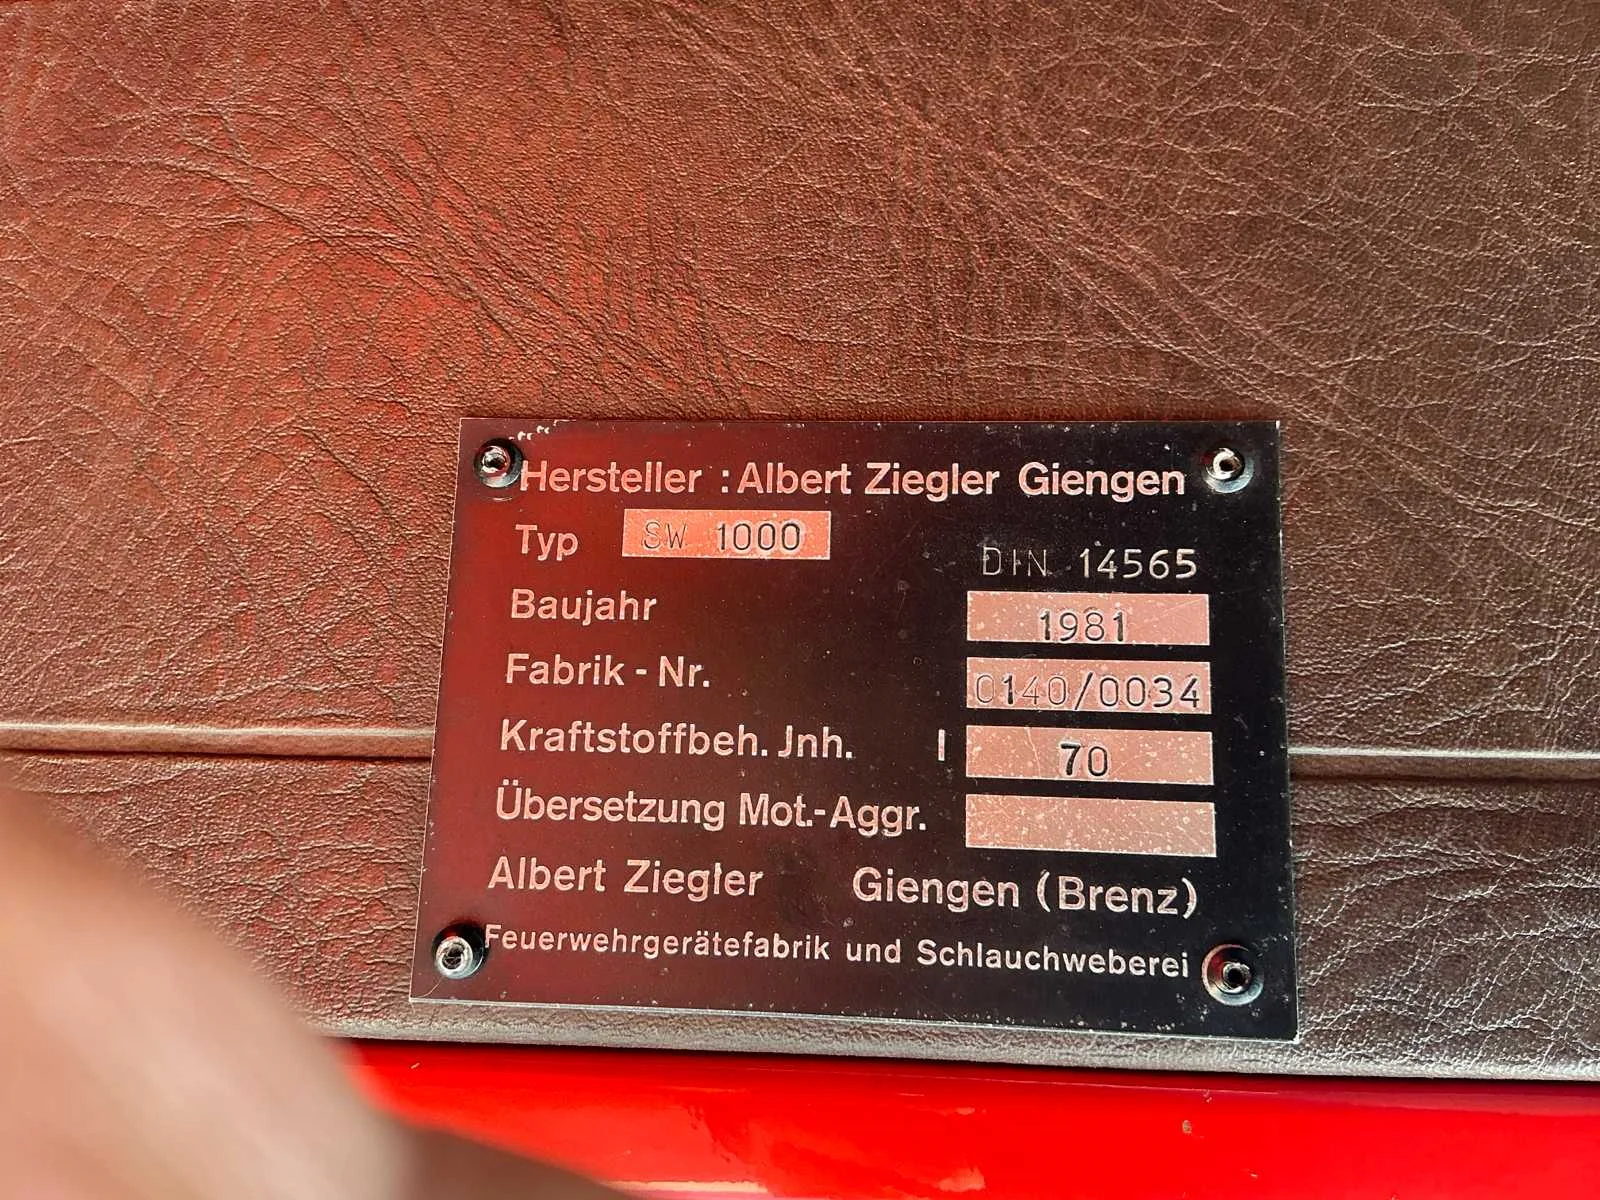 Hersteller : Albert Ziegler Giengen
Typ SW 1000 DIN 14565
Baujahr 1981
Fabrik - Nr. 0140/0034
Kraftstoffbeh. Jnh. l 70
Übersetzung Mot.-Aggr.
Albert Ziegler Giengen (Brenz)
Feuerwehrgerätefabrik und Schlauchweberei